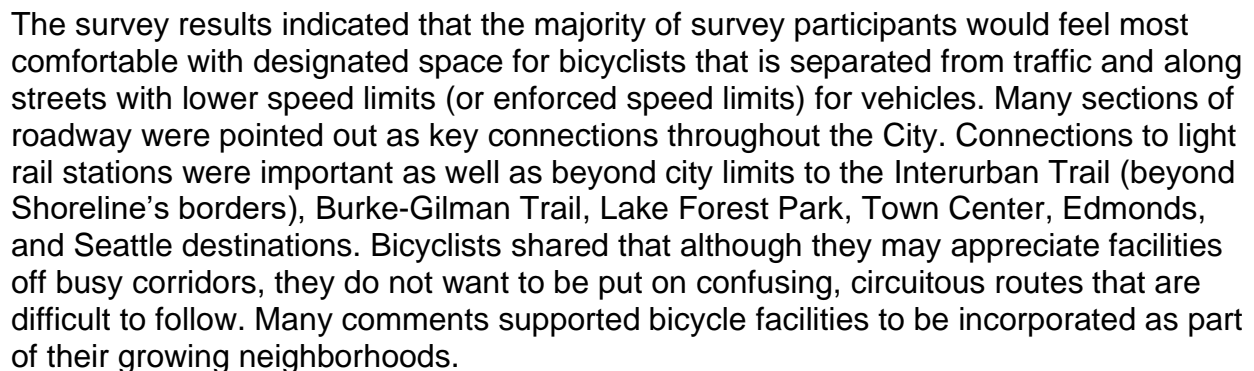 The survey results indicated that the majority of survey participants would feel most
comfortable with designated space for bicyclists that is separated from traffic and along
streets with lower speed limits (or enforced speed limits) for vehicles. Many sections of
roadway were pointed out as key connections throughout the City. Connections to light
rail stations were important as well as beyond city limits to the Interurban Trail (beyond
Shoreline's borders), Burke-Gilman Trail, Lake Forest Park, Town Center, Edmonds,
and Seattle destinations. Bicyclists shared that although they may appreciate facilities
off busy corridors, they do not want to be put on confusing, circuitous routes that are
difficult to follow. Many comments supported bicycle facilities to be incorporated as part
of their growing neighborhoods.